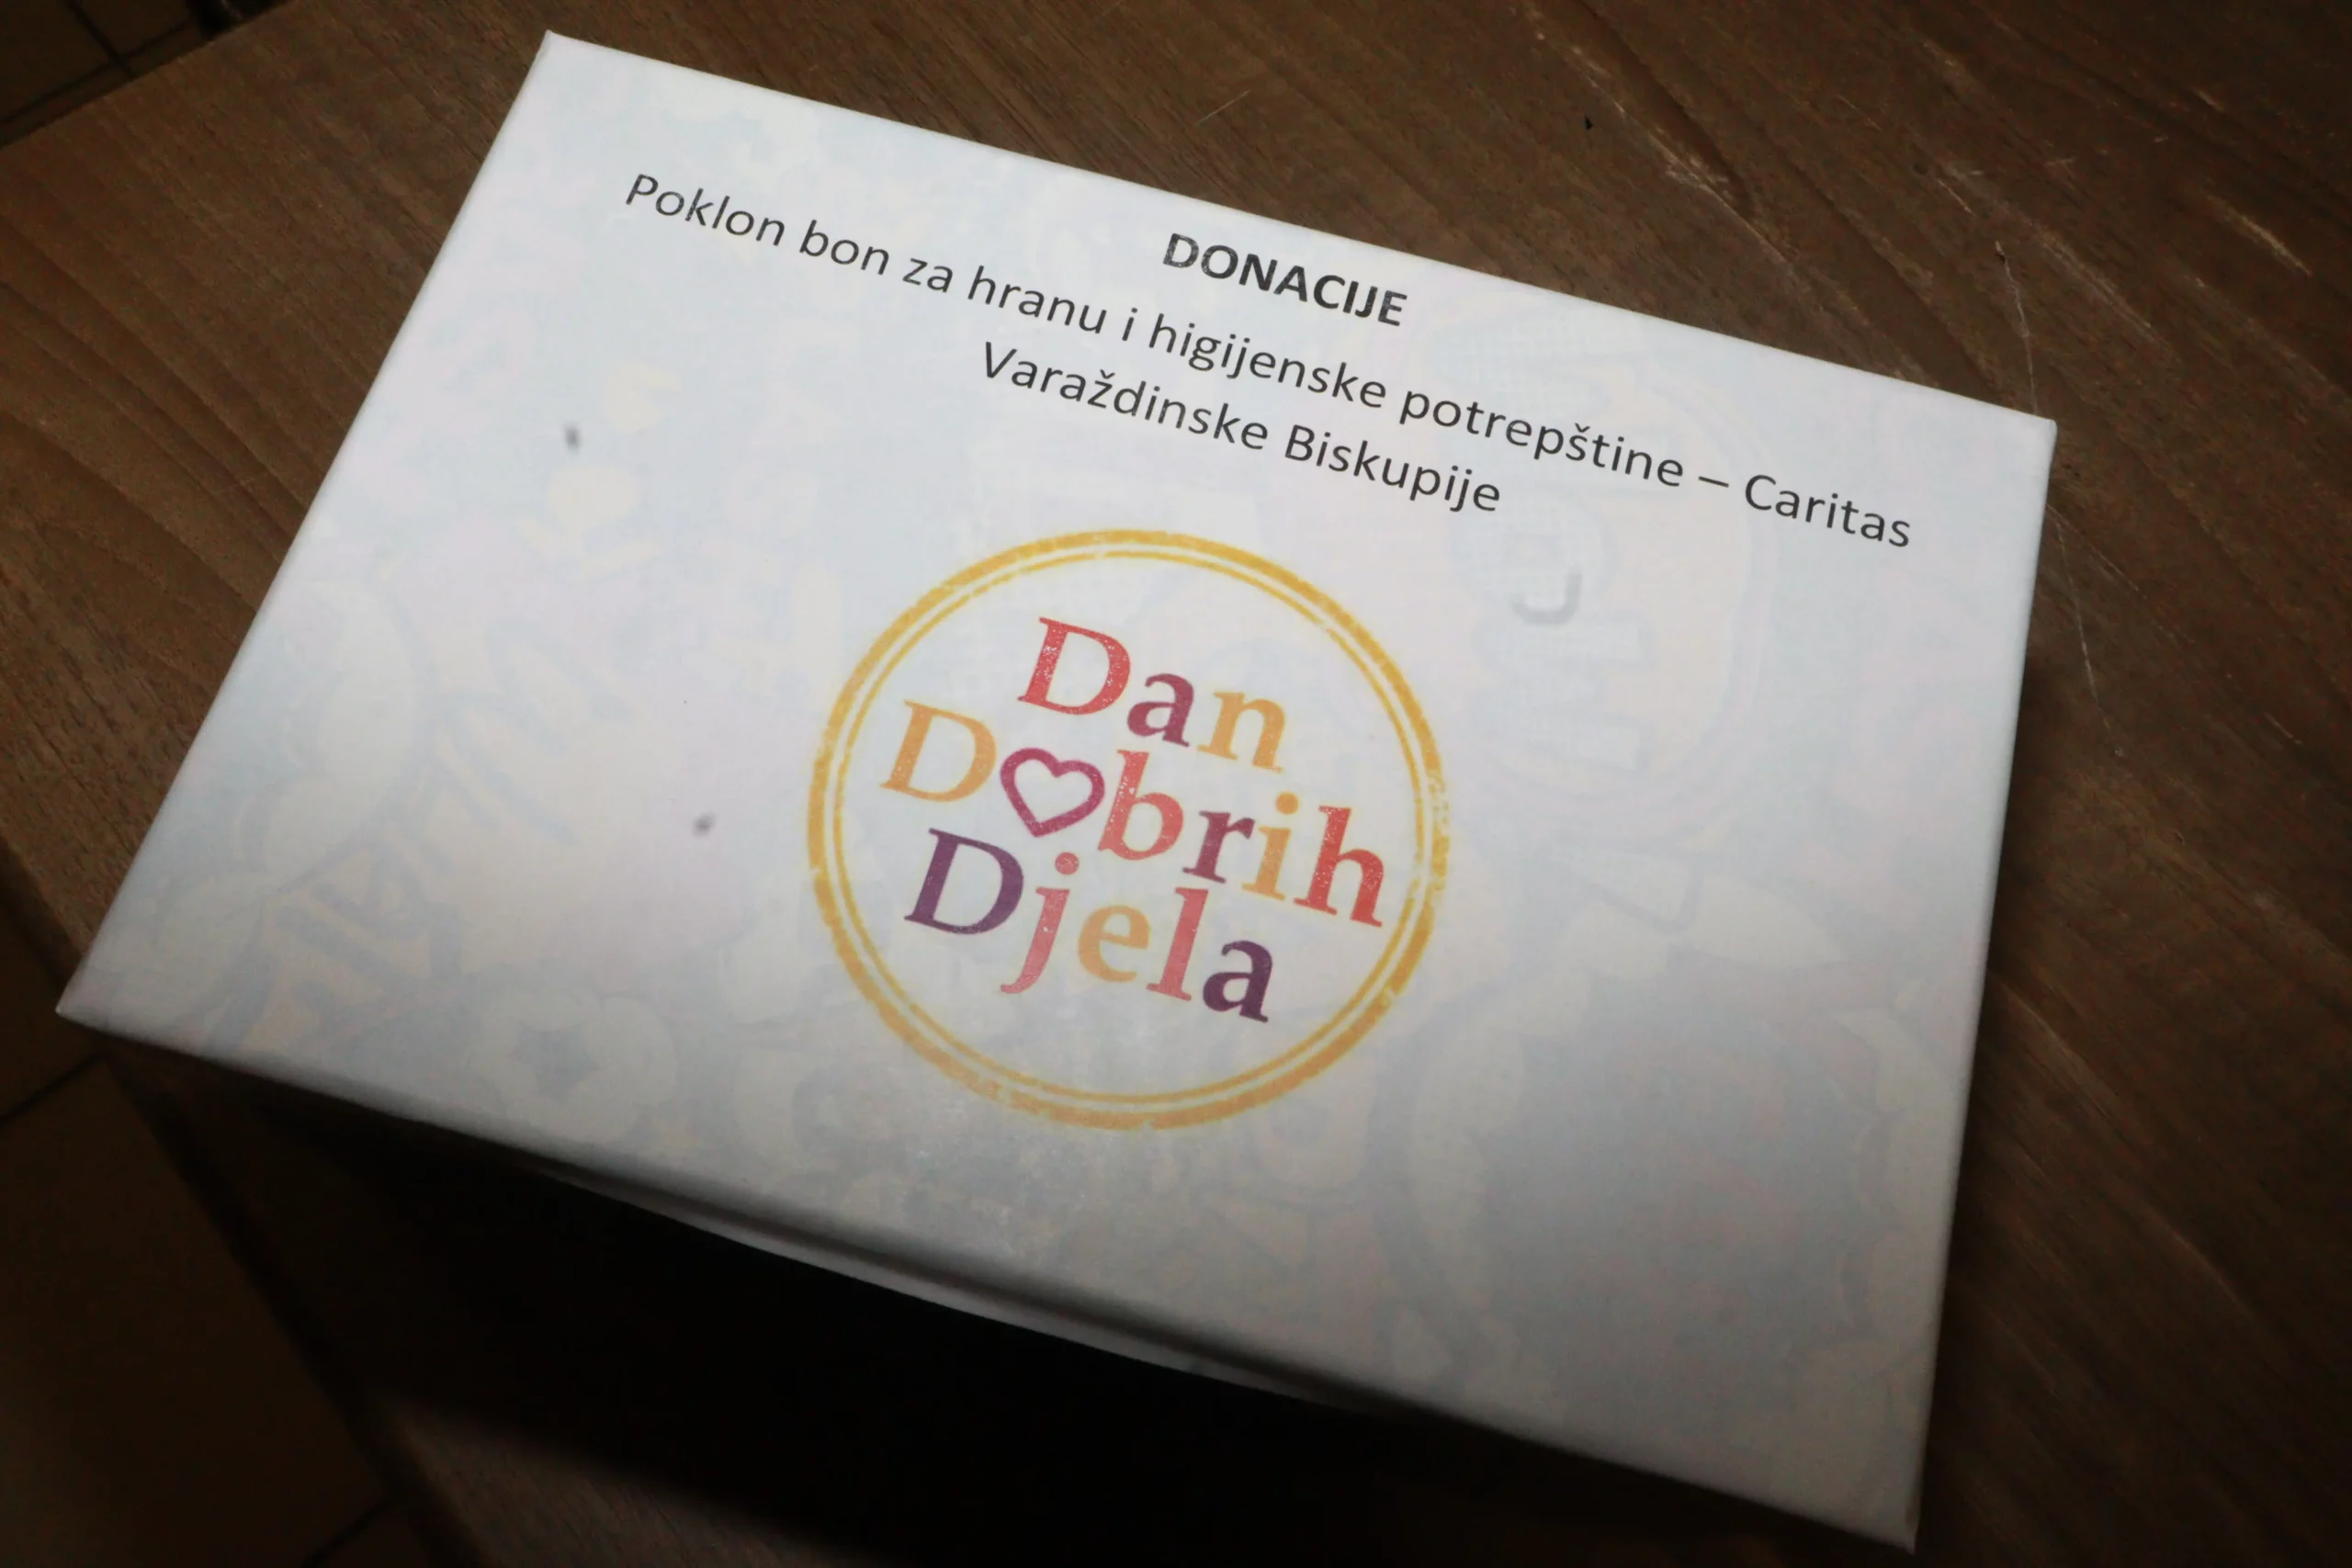 DONACIJE
Poklon bon za hranu i higijenske potrepštine – Caritas
Varaždinske Biskupije
Dan
Dobrih
Djela